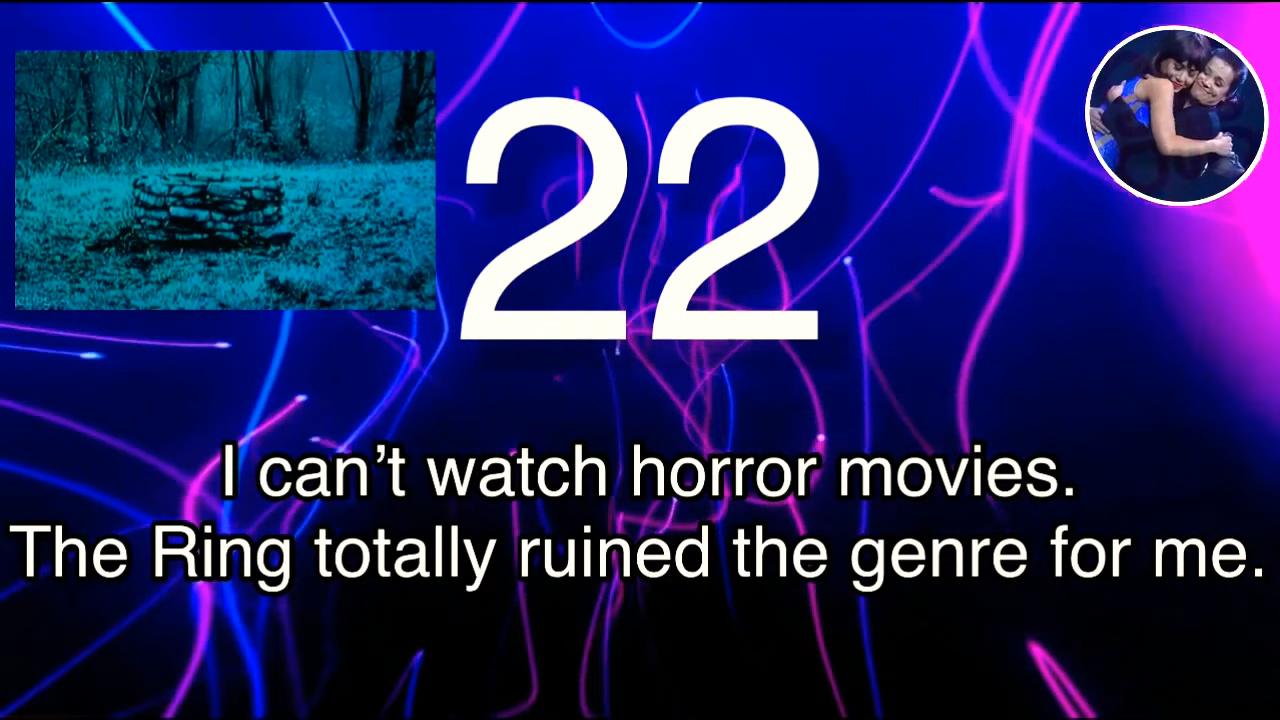 22
I can’t watch horror movies.
The Ring totally ruined the genre for me.